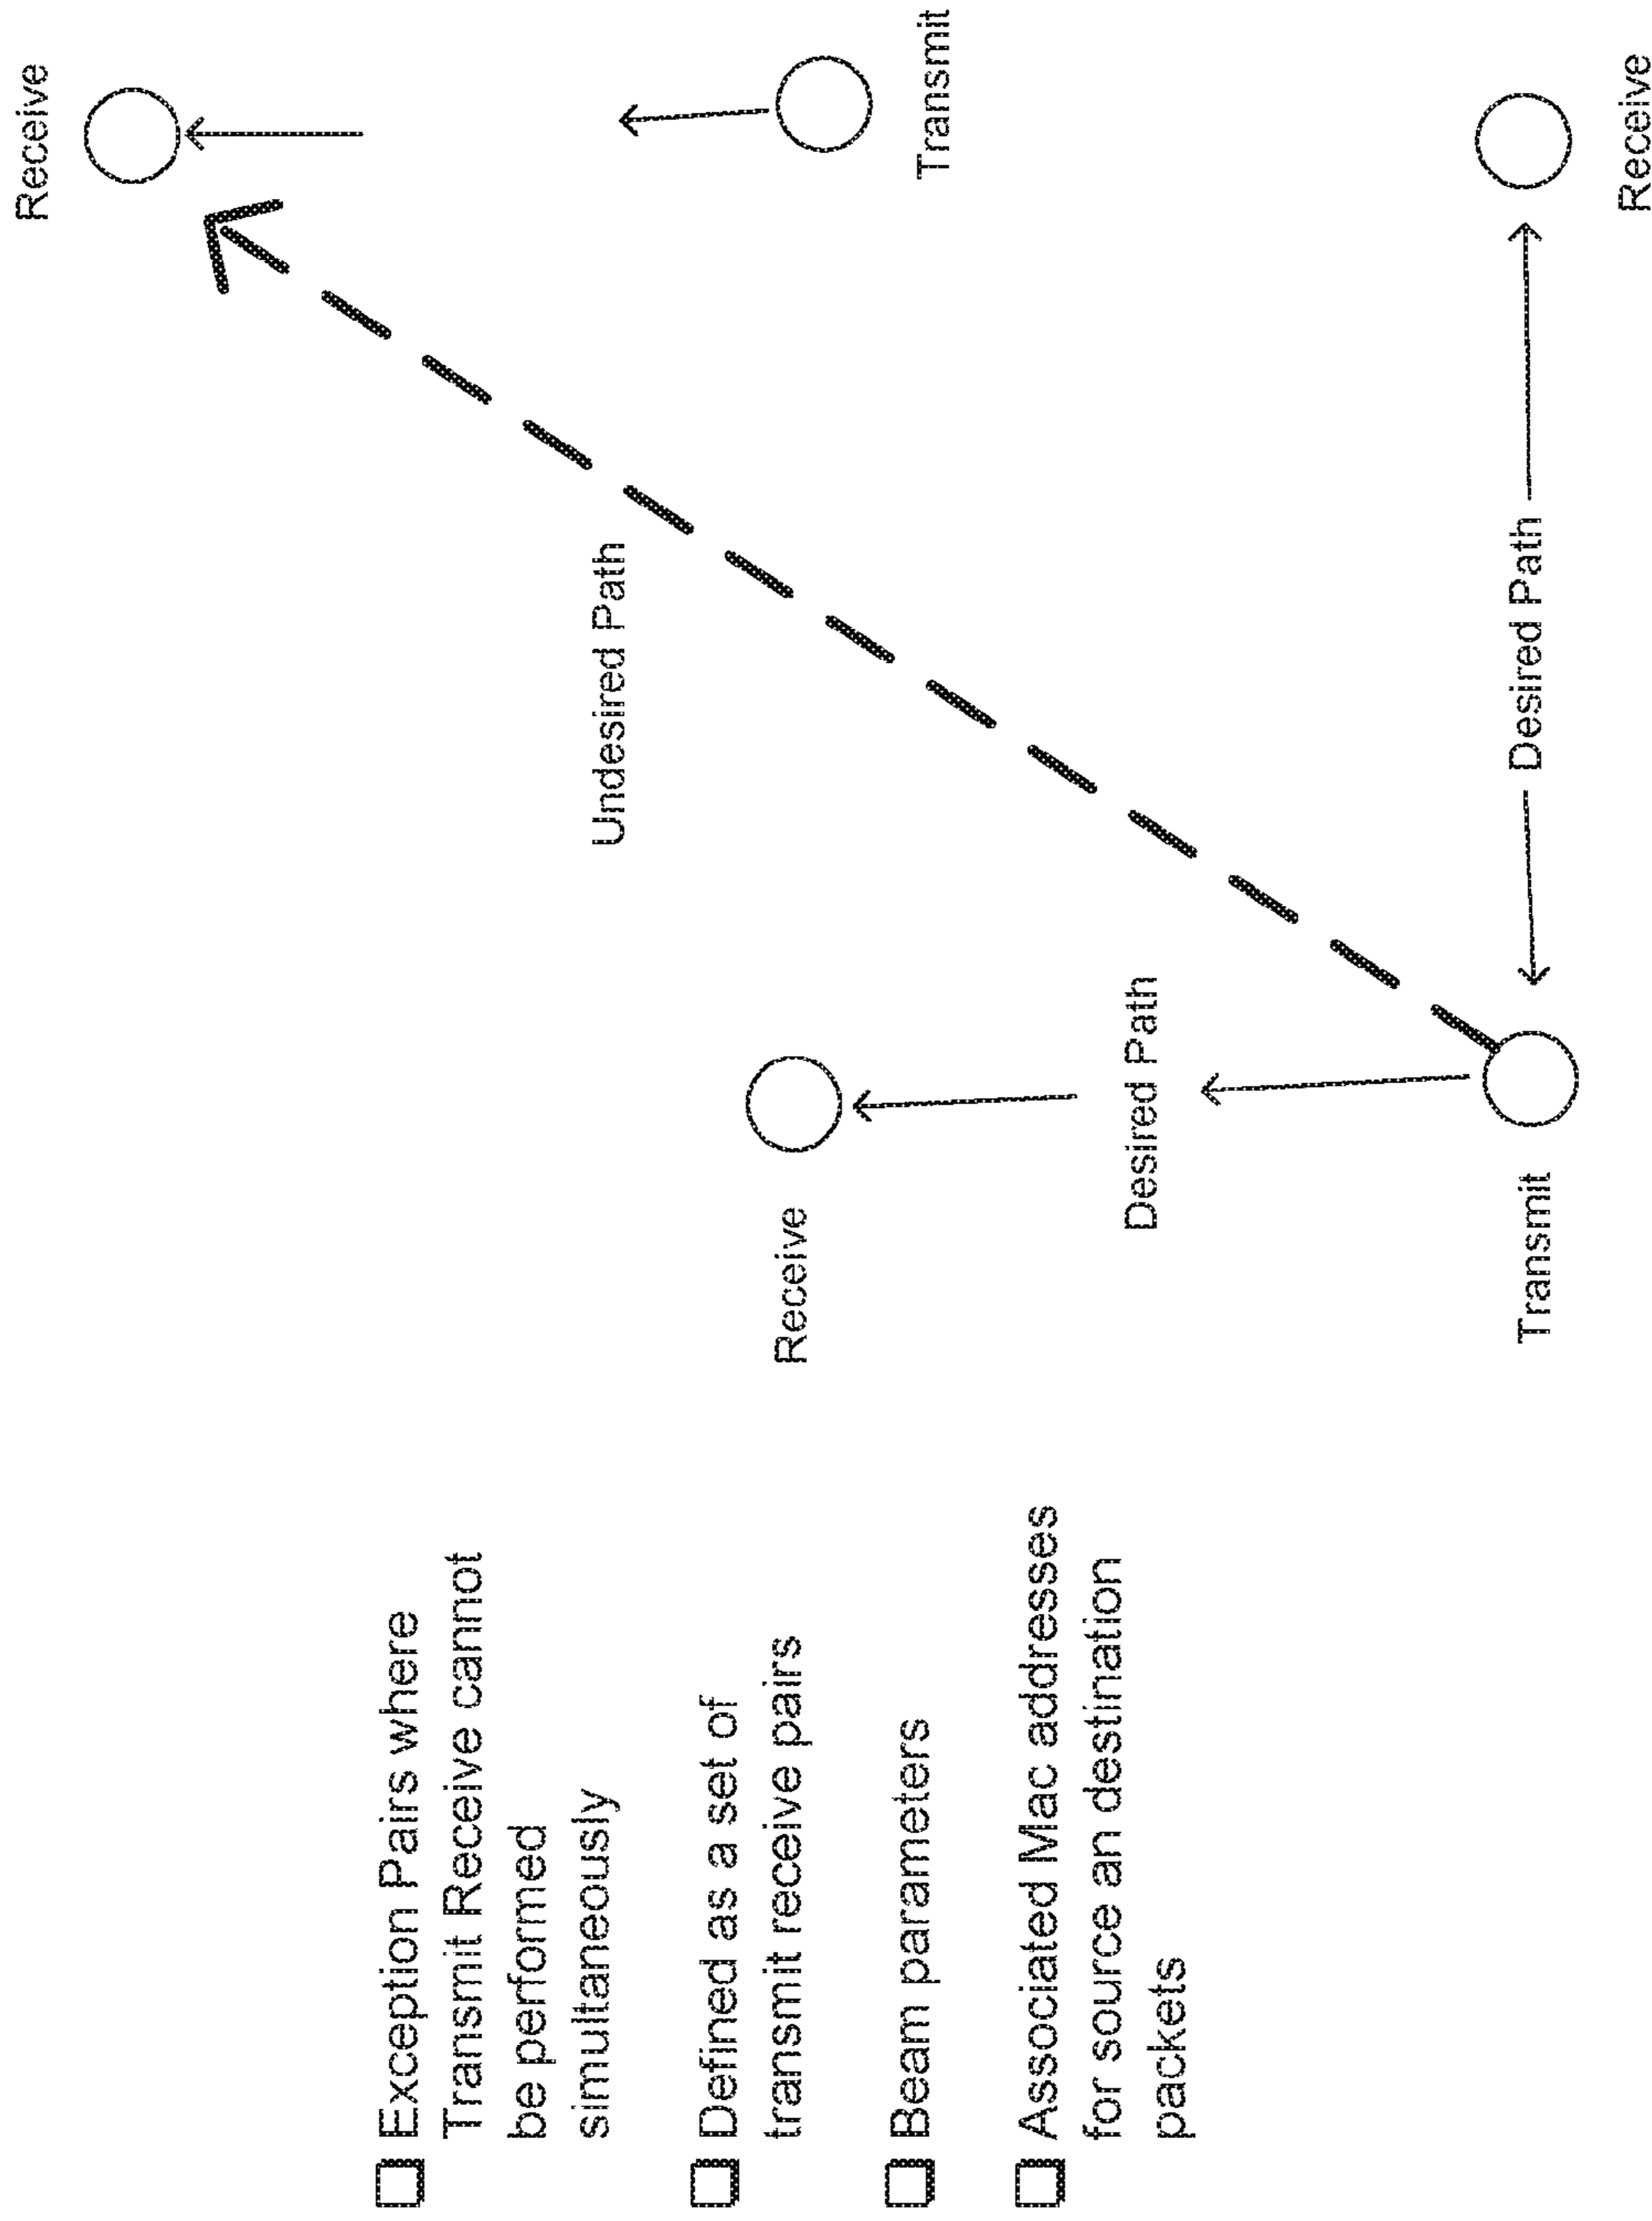 Exception Pairs where
Transmit Receive cannot
be performed
simultaneously
Defined as a set of
transmit receive pairs
Beam parameters
Associated Mac addresses
for source an destination
packets
Receive
Undesired Path
Receive
Transmit
Desired Path
Transmit
Desired Path
Receive